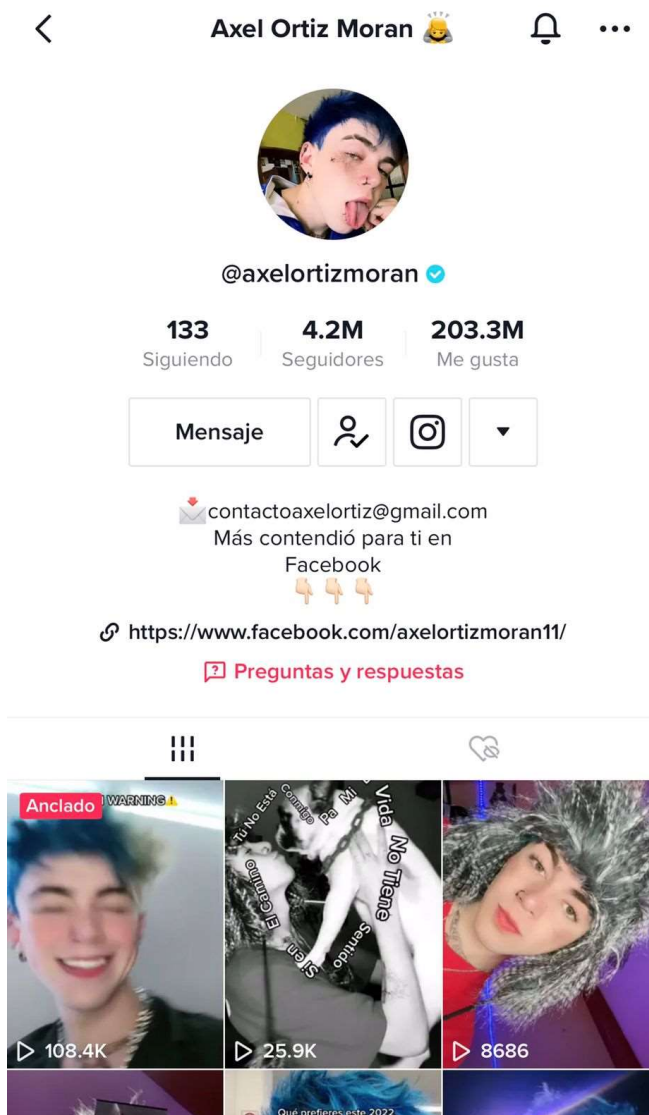 Axel Ortiz Moran
@axelortizmoran
133
4.2M
203.3M
Siguiendo
Seguidores
Me gusta
Mensaje
contactoaxelortiz@gmail.com
Más contendió para ti en
Facebook
https://www.facebook.com/axelortizmoran11/
Preguntas y respuestas
Anclado
WARNING
Si en
El Camino
Tú No Está
Conmigo
Pa Mi
Vida No Tiene
Sentido
108.4K
25.9K
8686
Qué prefieres este 2022